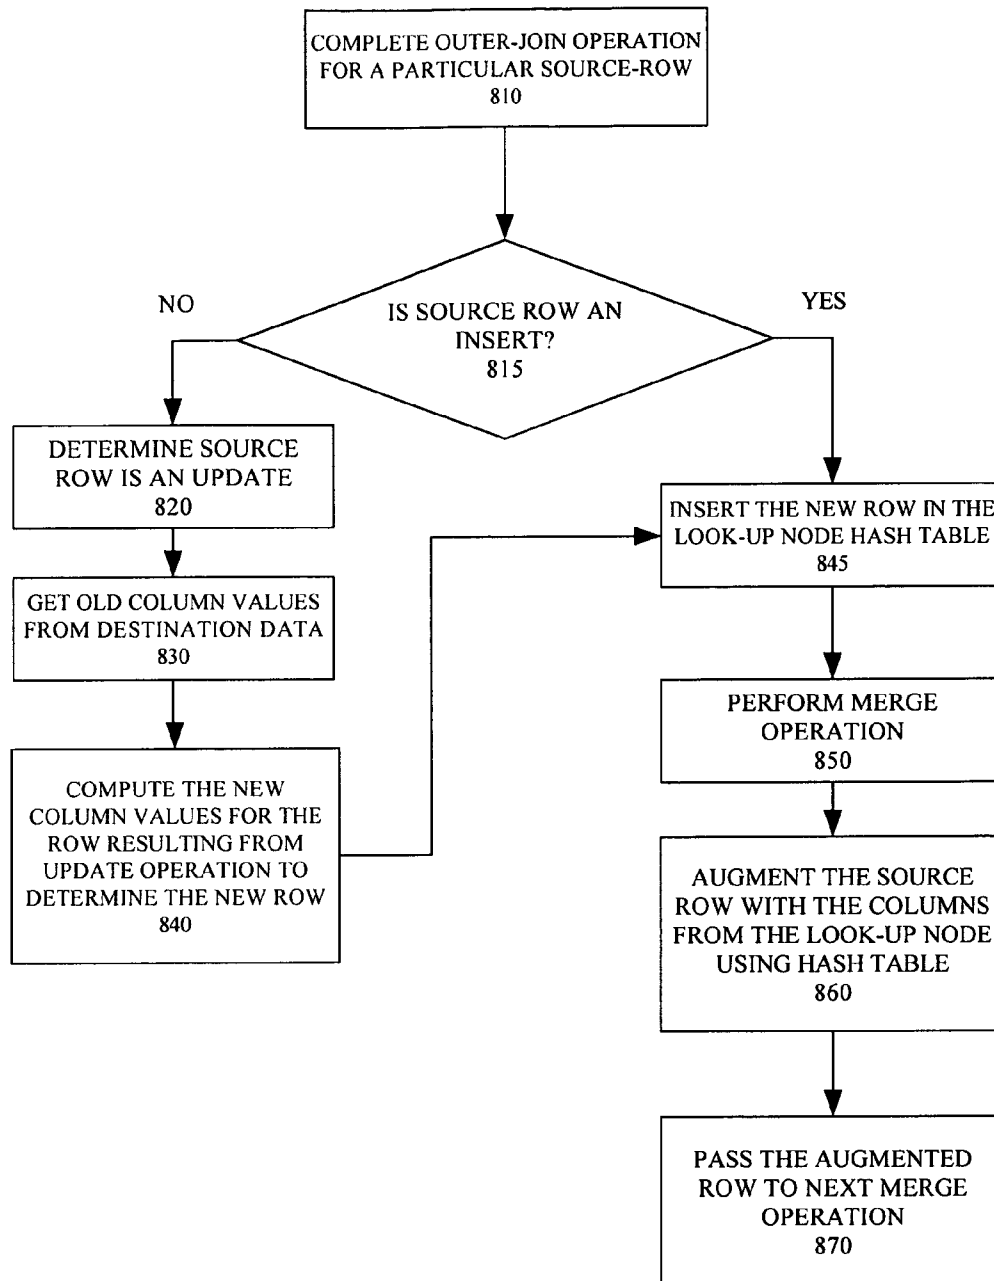 COMPLETE OUTER-JOIN OPERATION
FOR A PARTICULAR SOURCE-ROW
810
NO
YES
IS SOURCE ROW AN
INSERT?
815
DETERMINE SOURCE
ROW IS AN UPDATE
820
GET OLD COLUMN VALUES
FROM DESTINATION DATA
830
COMPUTE THE NEW
COLUMN VALUES FOR THE
ROW RESULTING FROM
UPDATE OPERATION TO
DETERMINE THE NEW ROW
840
INSERT THE NEW ROW IN THE
LOOK-UP NODE HASH TABLE
845
PERFORM MERGE
OPERATION
850
AUGMENT THE SOURCE
ROW WITH THE COLUMNS
FROM THE LOOK-UP NODE
USING HASH TABLE
860
PASS THE AUGMENTED
ROW TO NEXT MERGE
OPERATION
870